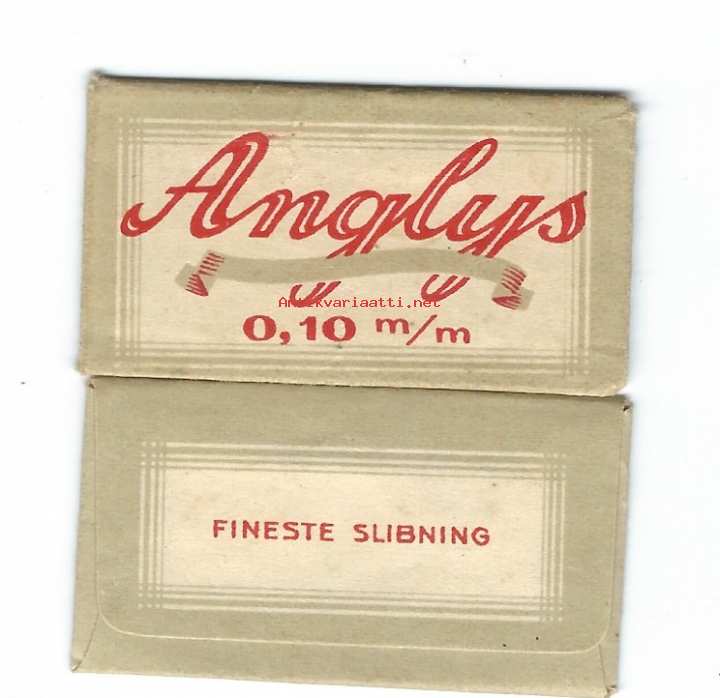 Anglys
Antikvariaatti.net
0,10 m/m
FINESTE SLIBNING